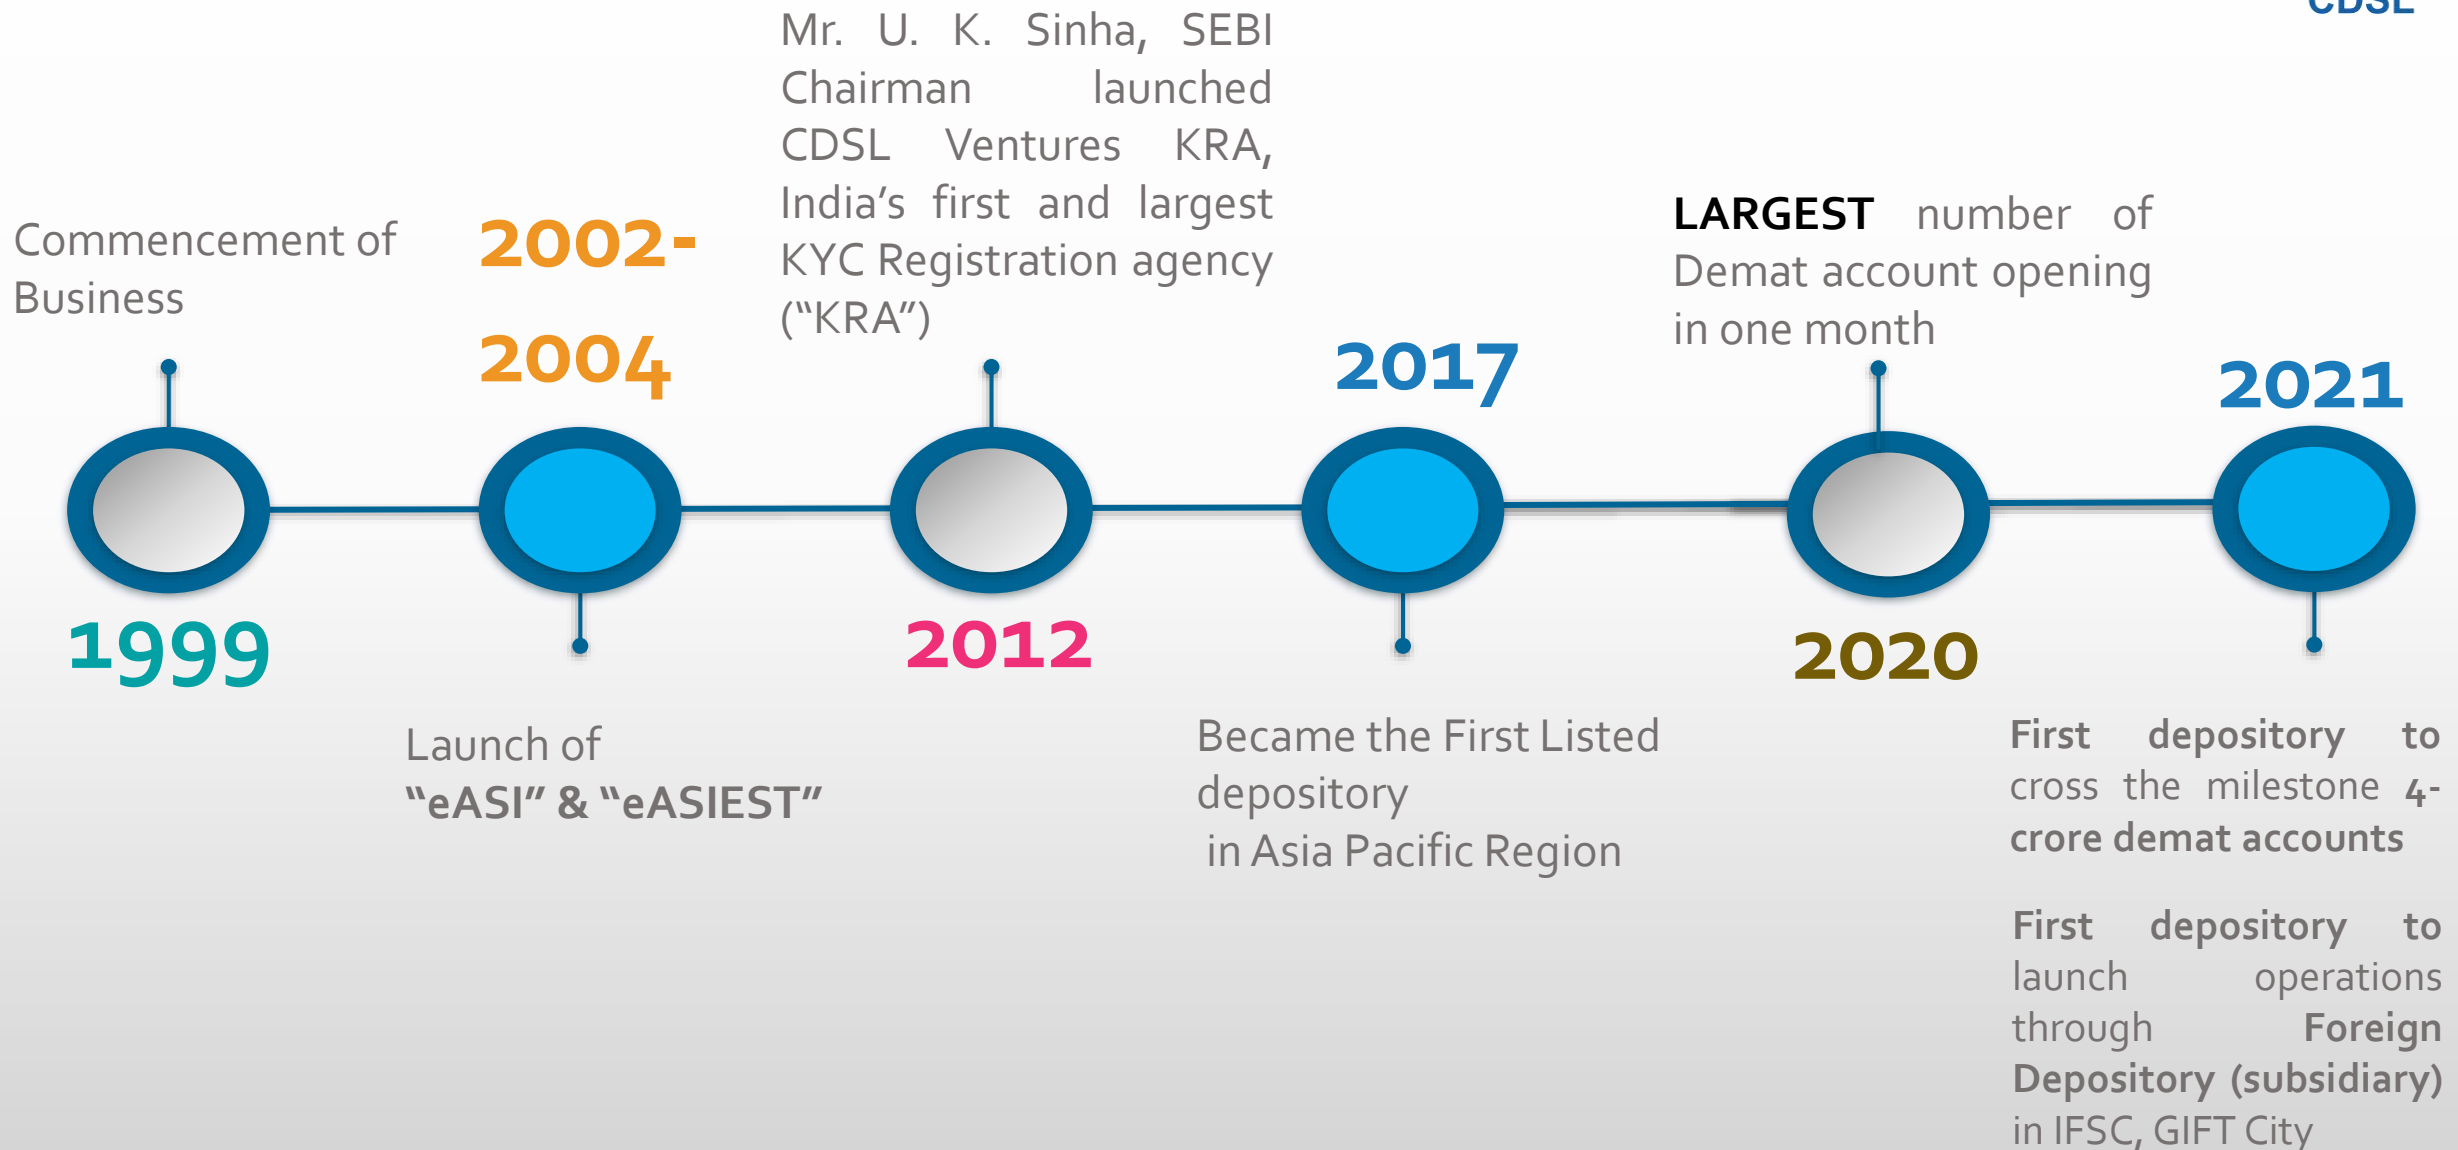 CDSL
Commencement of
Business
1999
2002-
2004
Launch of
“eASI” & “eASIEST”
Mr. U. K. Sinha, SEBI
Chairman launched
CDSL Ventures KRA,
India’s first and largest
KYC Registration agency
(“KRA”)
2012
2017
Became the First Listed
depository
in Asia Pacific Region
LARGEST number of
Demat account opening
in one month
2020
2021
First depository to
cross the milestone 4-
crore demat accounts
First depository to
launch operations
through Foreign
Depository (subsidiary)
in IFSC, GIFT City